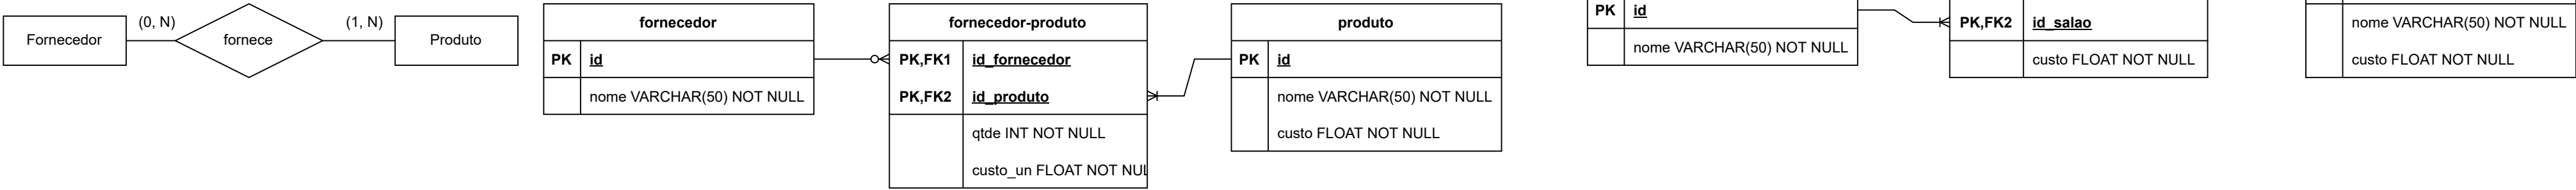 (0, N)
(1, N)
Fornecedor
fornece
Produto
fornecedor
PK
id
nome VARCHAR(50) NOT NULL
fornecedor-produto
PK,FK1
id_fornecedor
PK,FK2
id_produto
qtde INT NOT NULL
custo_un FLOAT NOT NUL
produto
PK
id
nome VARCHAR(50) NOT NULL
custo FLOAT NOT NULL
PK
id
nome VARCHAR(50) NOT NULL
PK,FK2
id_salao
custo FLOAT NOT NULL
nome VARCHAR(50) NOT NULL
custo FLOAT NOT NULL